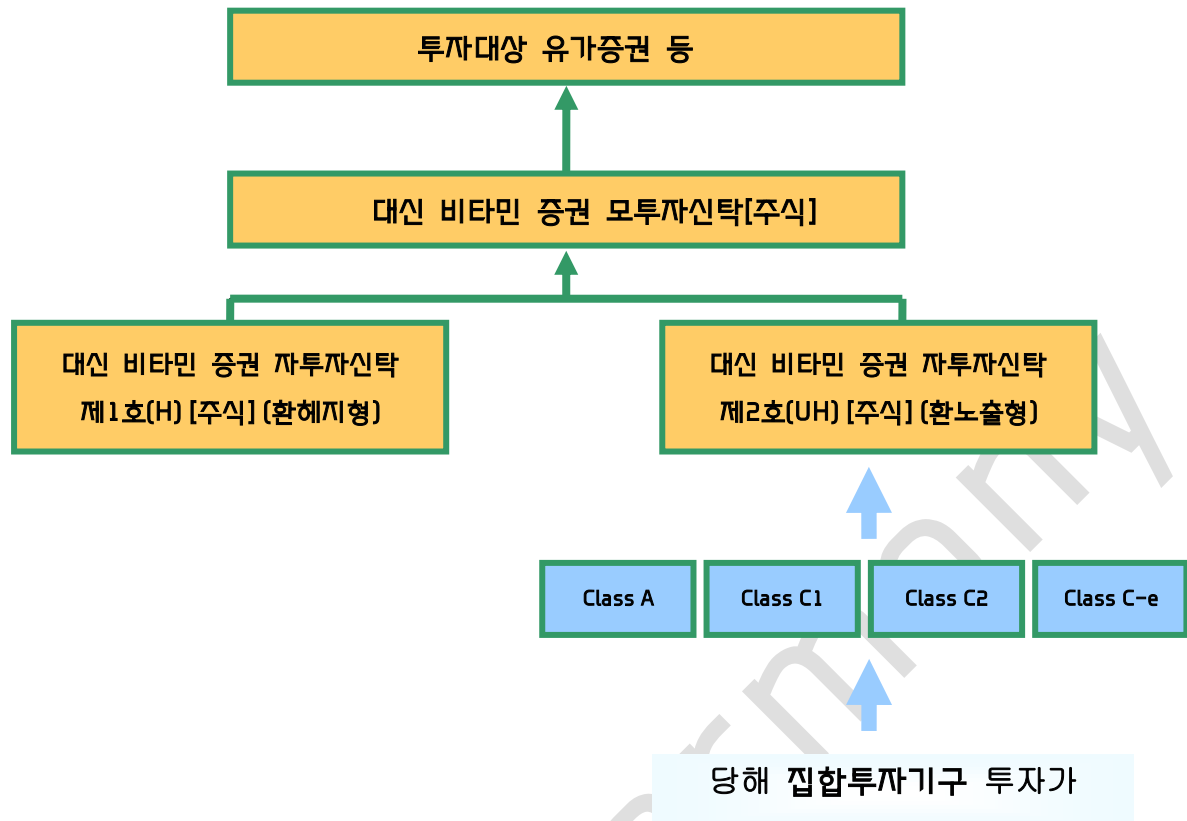 투자대상 유가증권 등
대신 비타민 증권 모투자신탁[주식]
대신 비타민 증권 자투자신탁
제1호(H) [주식] (환헤지형)
대신 비타민 증권 자투자신탁
제2호(UH) [주식] (환노출형)
Class A
Class C1
Class C2
Class C-e
당해 집합투자기구 투자가